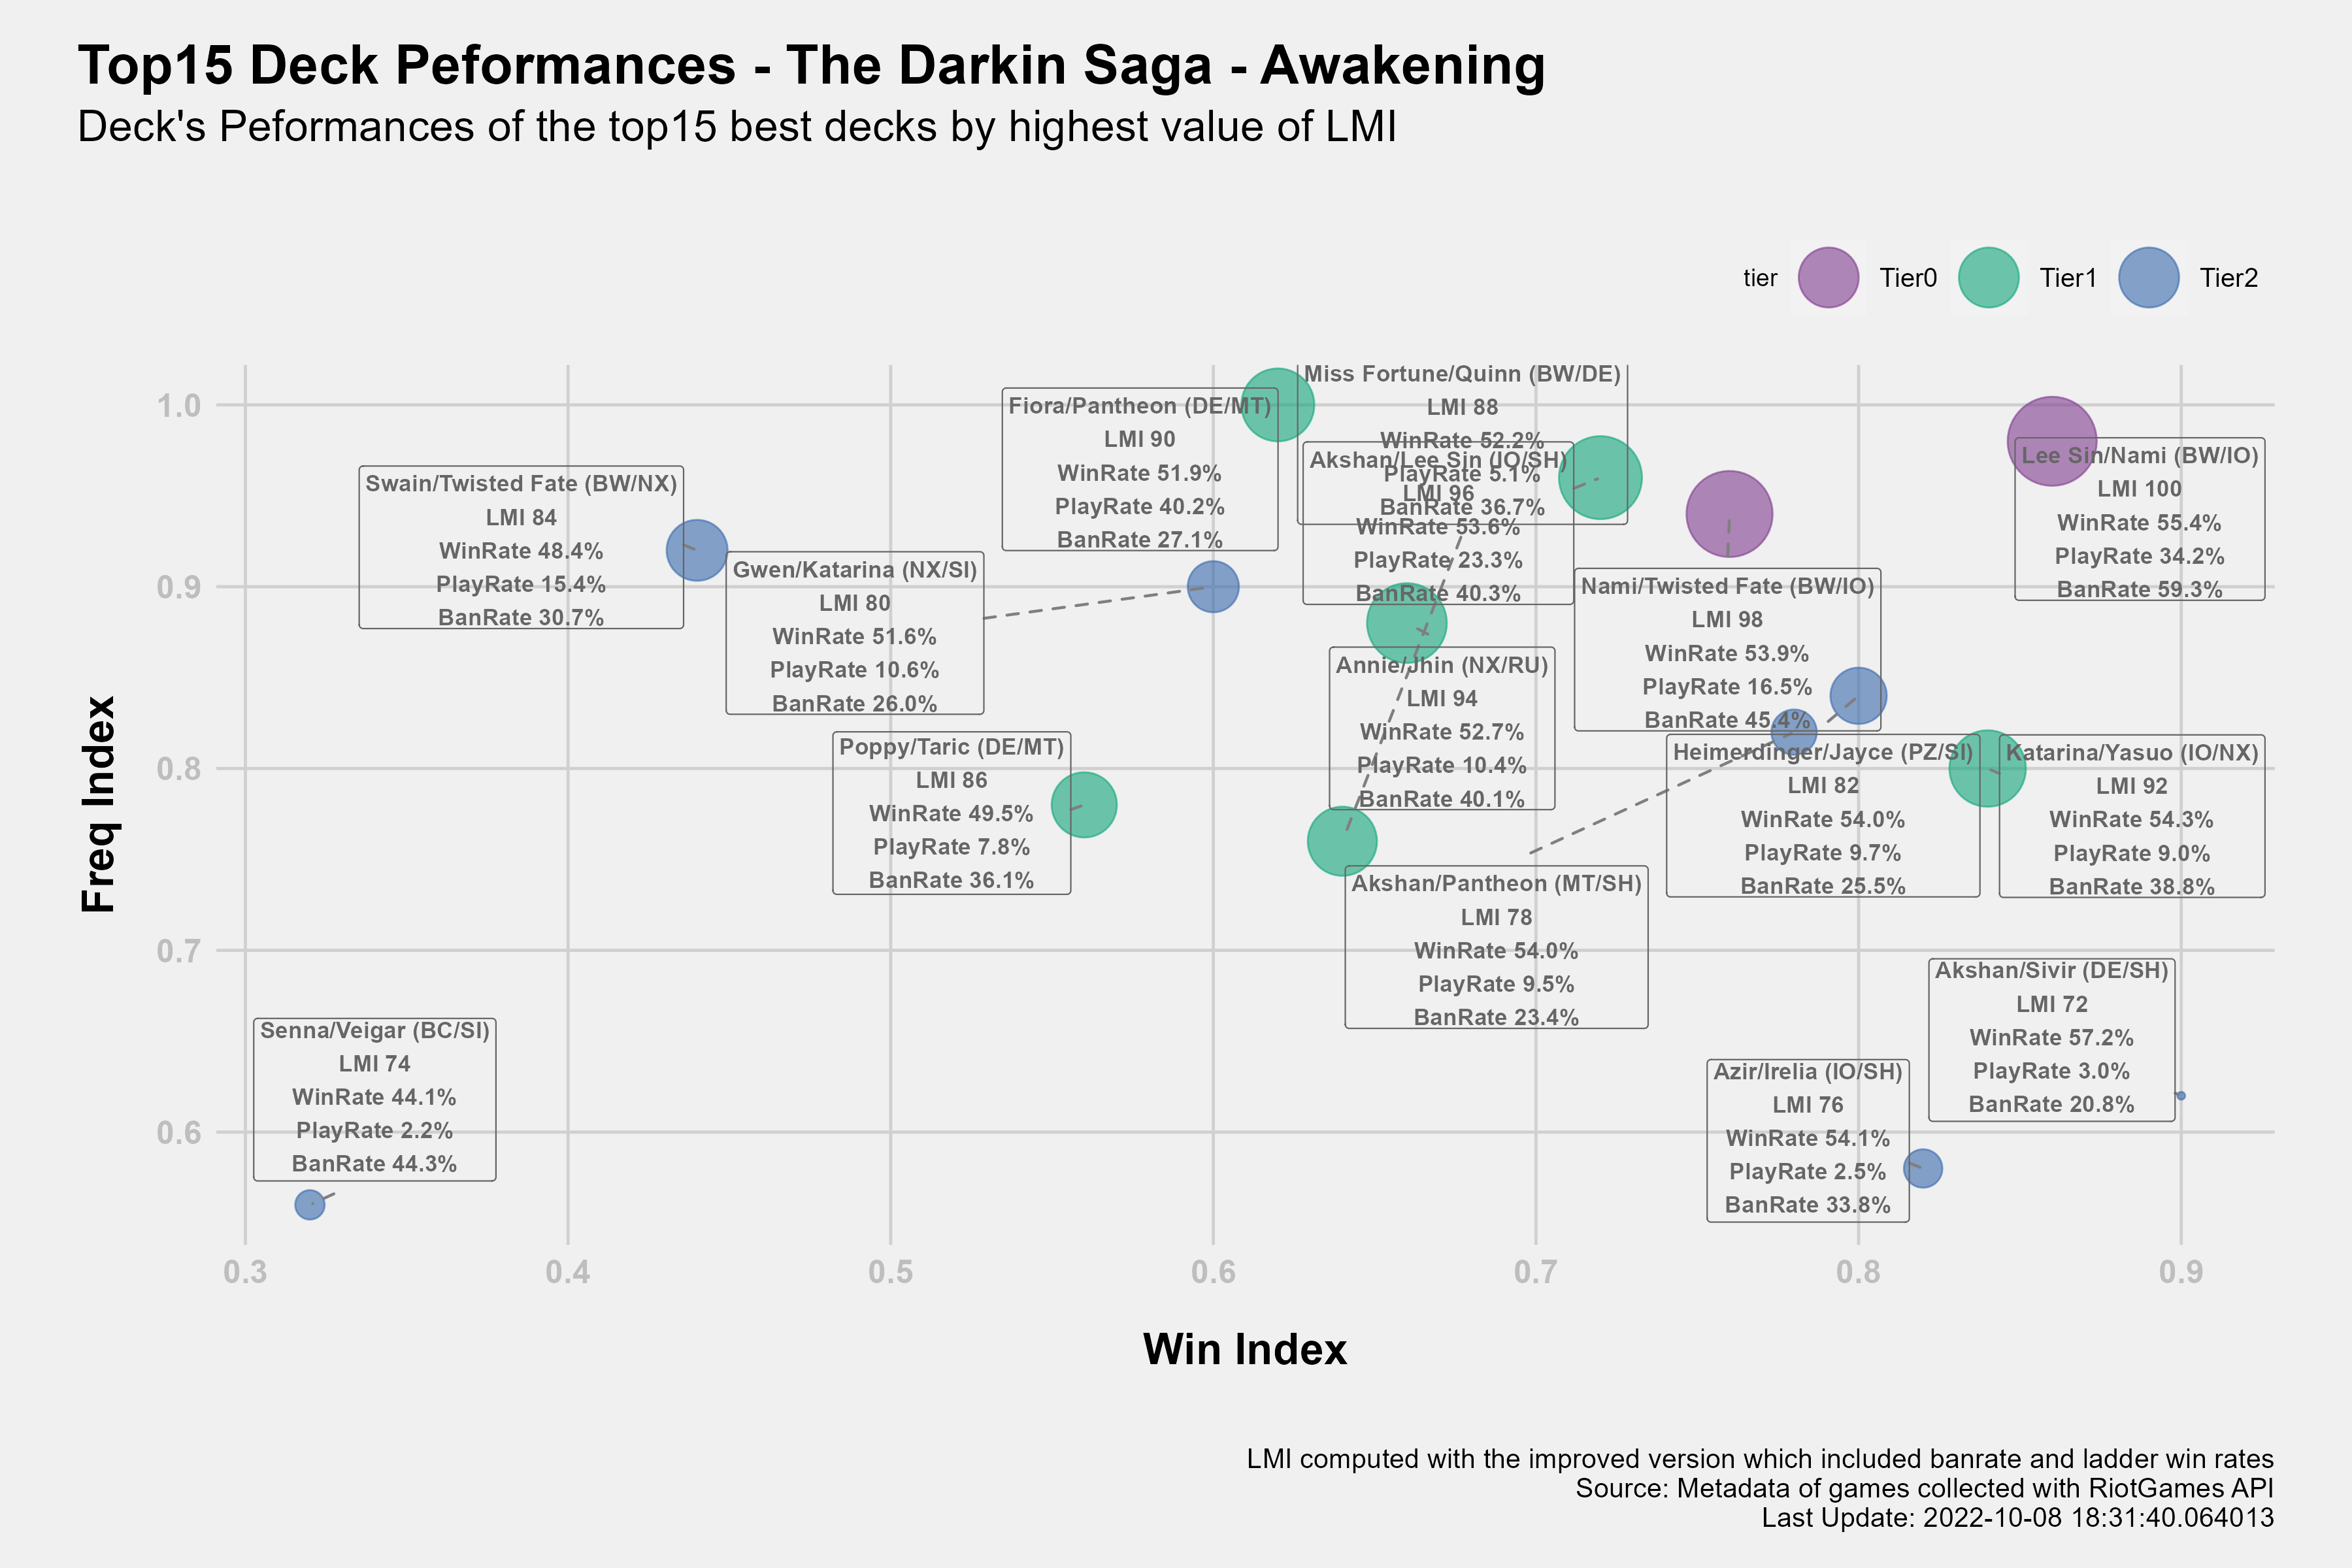 Top15 Deck Peformances - The Darkin Saga - Awakening
Deck's Peformances of the top15 best decks by highest value of LMI
tier Tier0 Tier1 Tier2
Freq Index
1.0
0.9
0.8
0.7
0.6
Swain/Twisted Fate (BW/NX)
LMI 84
WinRate 48.4%
PlayRate 15.4%
BanRate 30.7%
Gwen/Katarina (NX/SI)
LMI 80
WinRate 51.6%
PlayRate 10.6%
BanRate 26.0%
Fiora/Pantheon (DE/MT)
LMI 90
WinRate 51.9%
PlayRate 40.2%
BanRate 27.1%
Miss Fortune/Quinn (BW/DE)
LMI 88
WinRate 52.2%
PlayRate 5.1%
BanRate 36.7%
Akshan/Lee Sin (IO/SH)
LMI 96
WinRate 53.6%
PlayRate 23.3%
BanRate 40.3%
Lee Sin/Nami (BW/IO)
LMI 100
WinRate 55.4%
PlayRate 34.2%
BanRate 59.3%
Nami/Twisted Fate (BW/IO)
LMI 98
WinRate 53.9%
PlayRate 16.5%
BanRate 45.4%
Annie/Jhin (NX/RU)
LMI 94
WinRate 52.7%
PlayRate 10.4%
BanRate 40.1%
Poppy/Taric (DE/MT)
LMI 86
WinRate 49.5%
PlayRate 7.8%
BanRate 36.1%
Heimerdinger/Jayce (PZ/SI)
LMI 82
WinRate 54.0%
PlayRate 9.7%
BanRate 25.5%
Katarina/Yasuo (IO/NX)
LMI 92
WinRate 54.3%
PlayRate 9.0%
BanRate 38.8%
Akshan/Pantheon (MT/SH)
LMI 78
WinRate 54.0%
PlayRate 9.5%
BanRate 23.4%
Akshan/Sivir (DE/SH)
LMI 72
WinRate 57.2%
PlayRate 3.0%
BanRate 20.8%
Senna/Veigar (BC/SI)
LMI 74
WinRate 44.1%
PlayRate 2.2%
BanRate 44.3%
Azir/Irelia (IO/SH)
LMI 76
WinRate 54.1%
PlayRate 2.5%
BanRate 33.8%
0.3 0.4 0.5 0.6 0.7 0.8 0.9
Win Index
LMI computed with the improved version which included banrate and ladder win rates
Source: Metadata of games collected with RiotGames API
Last Update: 2022-10-08 18:31:40.064013